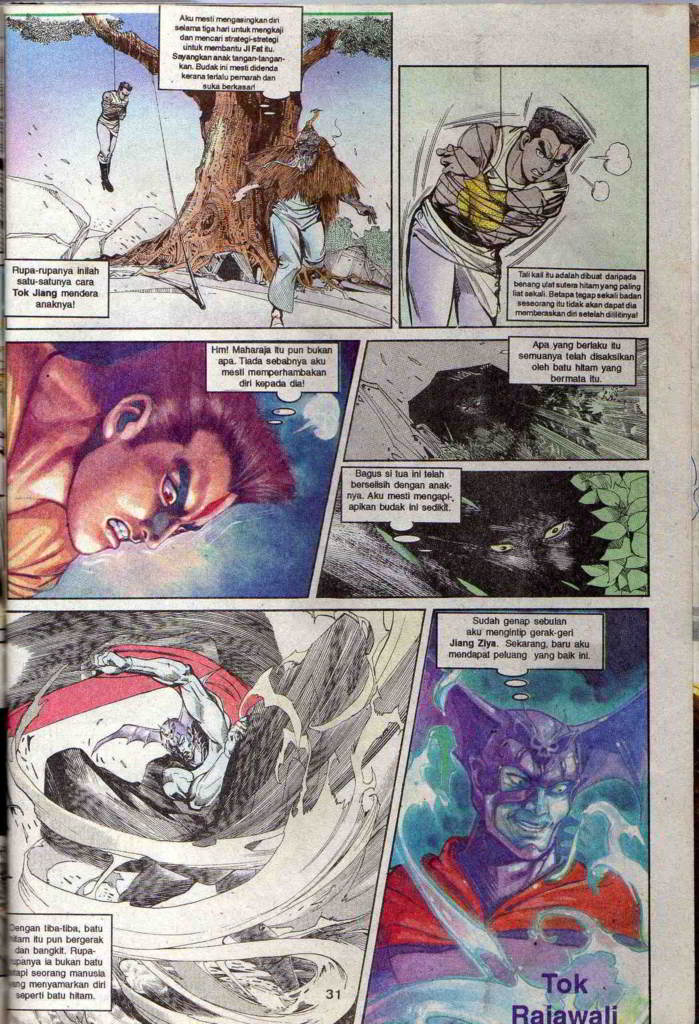 Aku mesti mengasingkan diri
selama tiga hari untuk mengkaji
dan mencari strategi-stretegi
untuk membantu Ji Fat itu.
Sayangkan anak tangan-tangan-
kan. Budak ini mesti didenda
kerana terlalu pemarah dan
suka berkasar!
Rupa-rupanya inilah
satu-satunya cara
Tok Jiang mendera
anaknya!
Tali kail itu adalah dibuat daripada
benang ulat sutera hitam yang paling
liat sekali. Betapa tegap sekali badan
seseorang itu tidak akan dapat dia
memberaskan diri setelah dililitinya!
Hm! Maharaja itu pun bukan
apa. Tiada sebabnya aku
mesti memperhambakan
diri kepada dia!
Apa yang berlaku itu
semuanya telah disaksikan
oleh batu hitam yang
bermata itu.
Bagus si tua ini telah
berselisih dengan anak-
nya. Aku mesti mengapi-
apikan budak ini sedikit.
Dengan tiba-tiba, batu
hitam itu pun bergerak
dan bangkit. Rupa-
rupanya ia bukan batu
tetapi seorang manusia
yang menyamarkan diri
seperti batu hitam.
31
Sudah genap sebulan
aku mengintip gerak-geri
Jiang Ziya. Sekarang, baru aku
mendapat peluang yang baik ini.
Tok
Rajawali